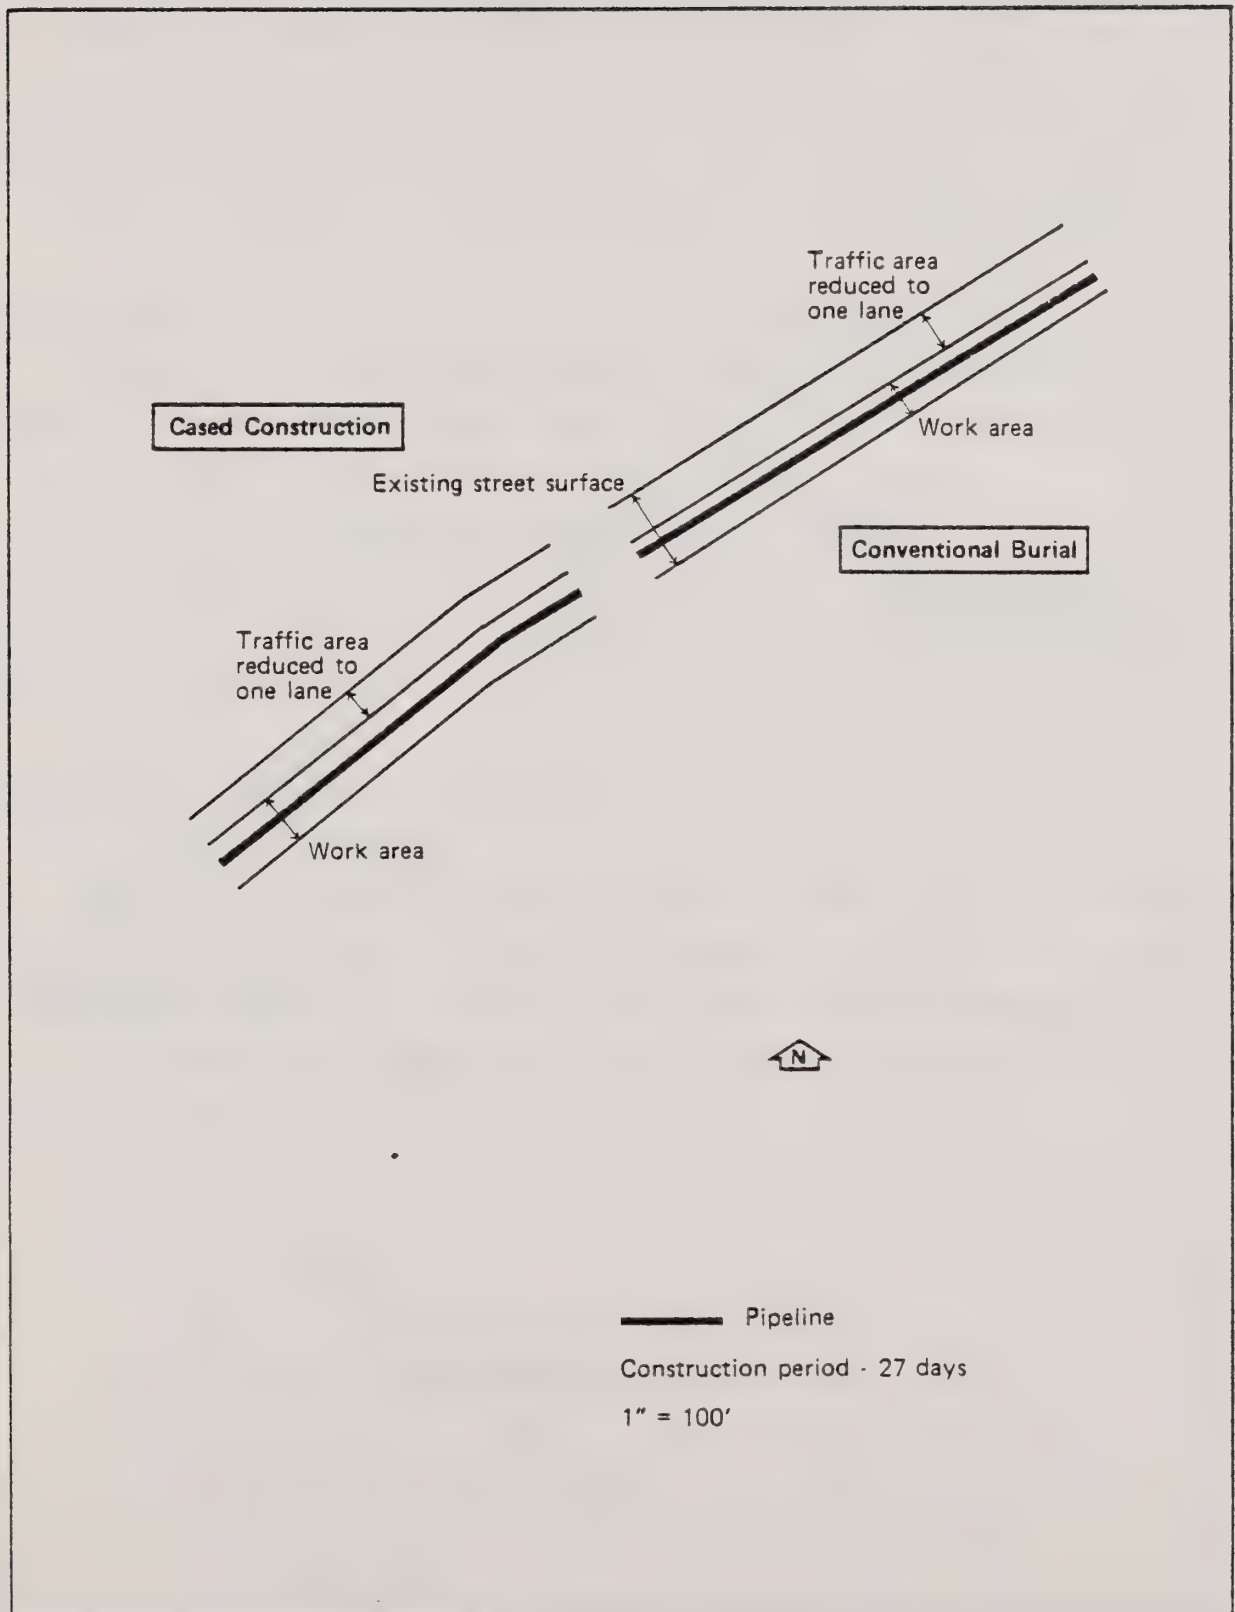 Traffic area
reduced to
one lane
Cased Construction
Work area
Existing street surface
Conventional Burial
Traffic area
reduced to
one lane
Work area
N
Pipeline
Construction period - 27 days
1" = 100'